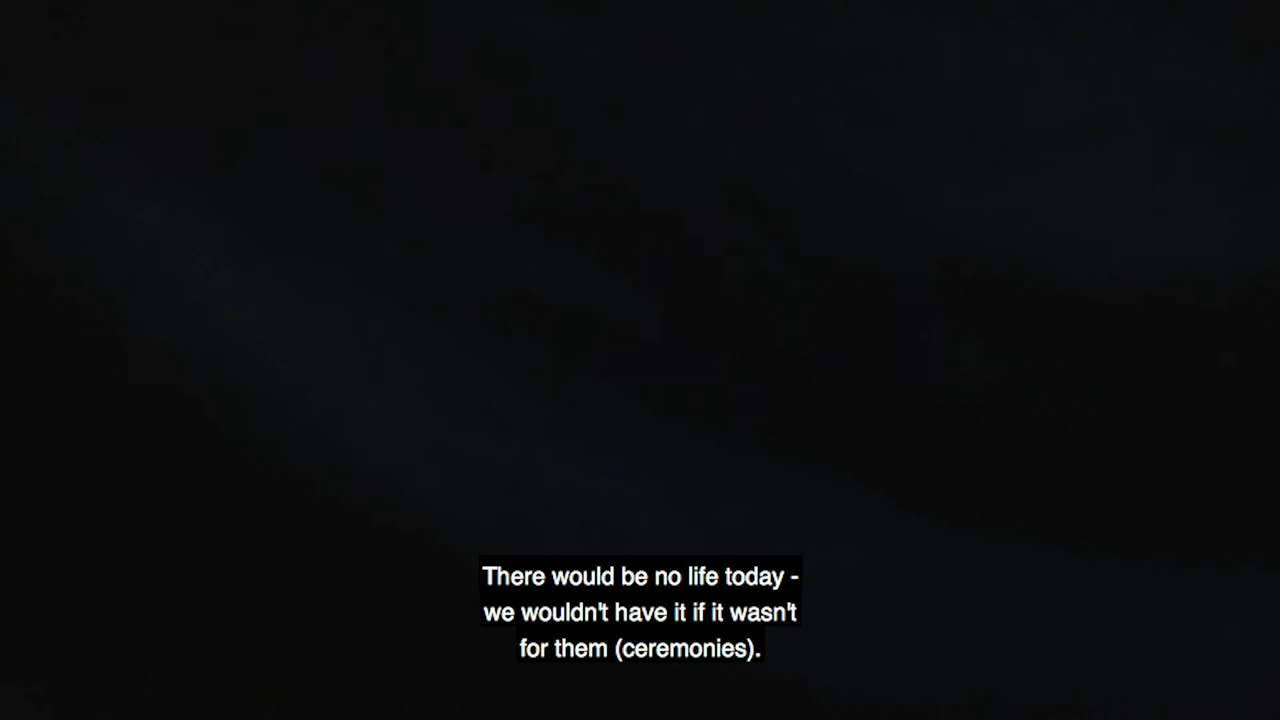 There would be no life today -
we wouldn't have it if it wasn't
for them (ceremonies).